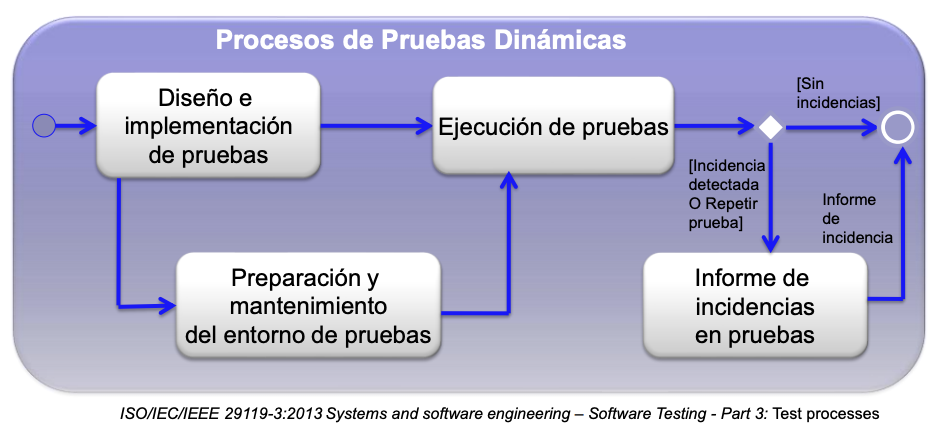 Procesos de Pruebas Dinámicas
Diseño e
implementación
de pruebas
Ejecución de pruebas
[Sin
incidencias]
[Incidencia
detectada
O Repetir
prueba]
Informe
de
incidencia
Preparación y
mantenimiento
del entorno de pruebas
Informe de
incidencias
en pruebas
ISO/IEC/IEEE 29119-3:2013 Systems and software engineering – Software Testing - Part 3: Test processes